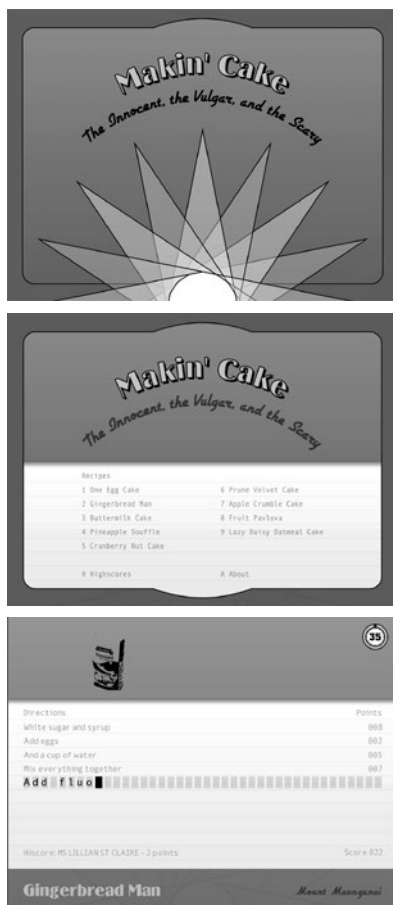 Makin' Cake
The Innocent, the Vulgar, and the Scary
Makin' Cake
The Innocent, the Vulgar, and the Scary
Recipes
1 One Egg Cake
6 Prune Velvet Cake
2 Gingerbread Man
7 Apple Crumble Cake
3 Buttermilk Cake
8 Fruit Pavlova
4 Pineapple Souffle
9 Lazy Daisy Oatmeal Cake
5 Cranberry Nut Cake
H Highscores
A About
35
Directions Points
White sugar and syrup 008
Add eggs 002
And a cup of water 005
Mix everything together 007
Add fluo
Hiscore: MS LILLIAN ST CLAIRE - 2 points Score 022
Gingerbread Man Mount Maunganui